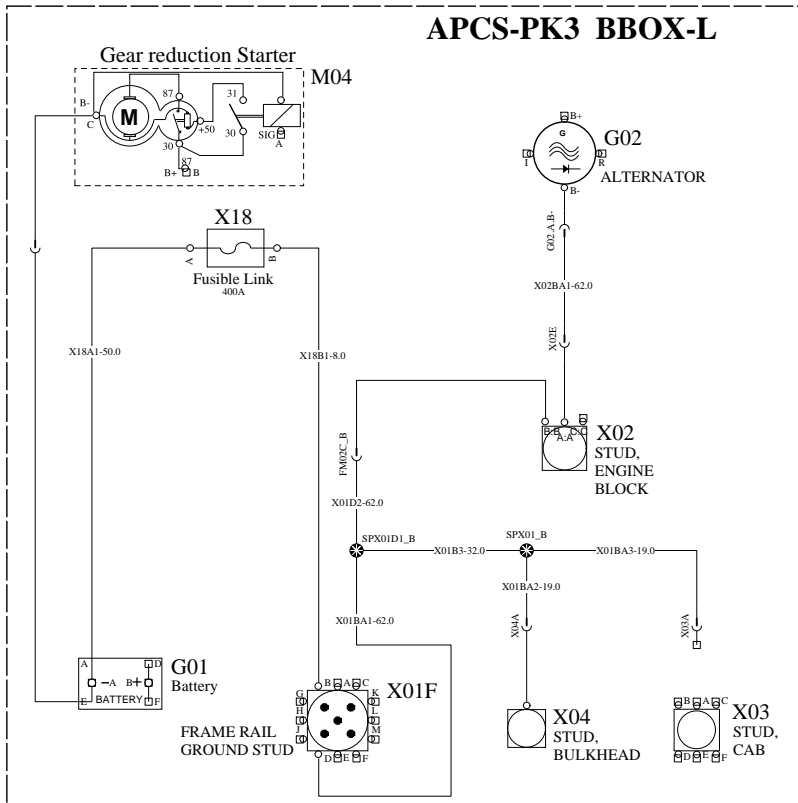 APCS-PK3 BBOX-L
Gear reduction Starter
M04
B-
C
87
M
+50
30
31
30
SIG
A
87
B+
B
B+
G
G02
I
R
ALTERNATOR
B-
G02.A.B-
X18
A
B
Fusible Link
400A
X02BA1-62.0
X02E
X18A1-50.0
X18B1-8.0
B:B
C:C
A:A
X02
STUD,
ENGINE
BLOCK
FM02C_B
X01D2-62.0
SPX01D1_B
SPX01_B
X01B3-32.0
X01BA3-19.0
X01BA2-19.0
X01BA1-62.0
X04A
X03A
A
D
G01
Battery
A
B
BATTERY
E
F
B
A
C
X01F
G
H
J
K
L
M
D
E
F
FRAME RAIL
GROUND STUD
X04
STUD,
BULKHEAD
B
A
C
X03
STUD,
CAB
D
E
F